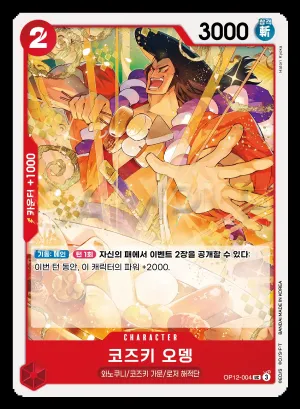 2
3000
참격
斬
카운터 +1000
기동: 메인 턴 1회 자신의 패에서 이벤트 2장을 공개할 수 있다:
이번 턴 동안, 이 캐릭터의 파워 +2000.
CHARACTER
코즈키 오뎅
와노쿠니/코즈키 가문/로저 해적단
OP12-004 UC 3